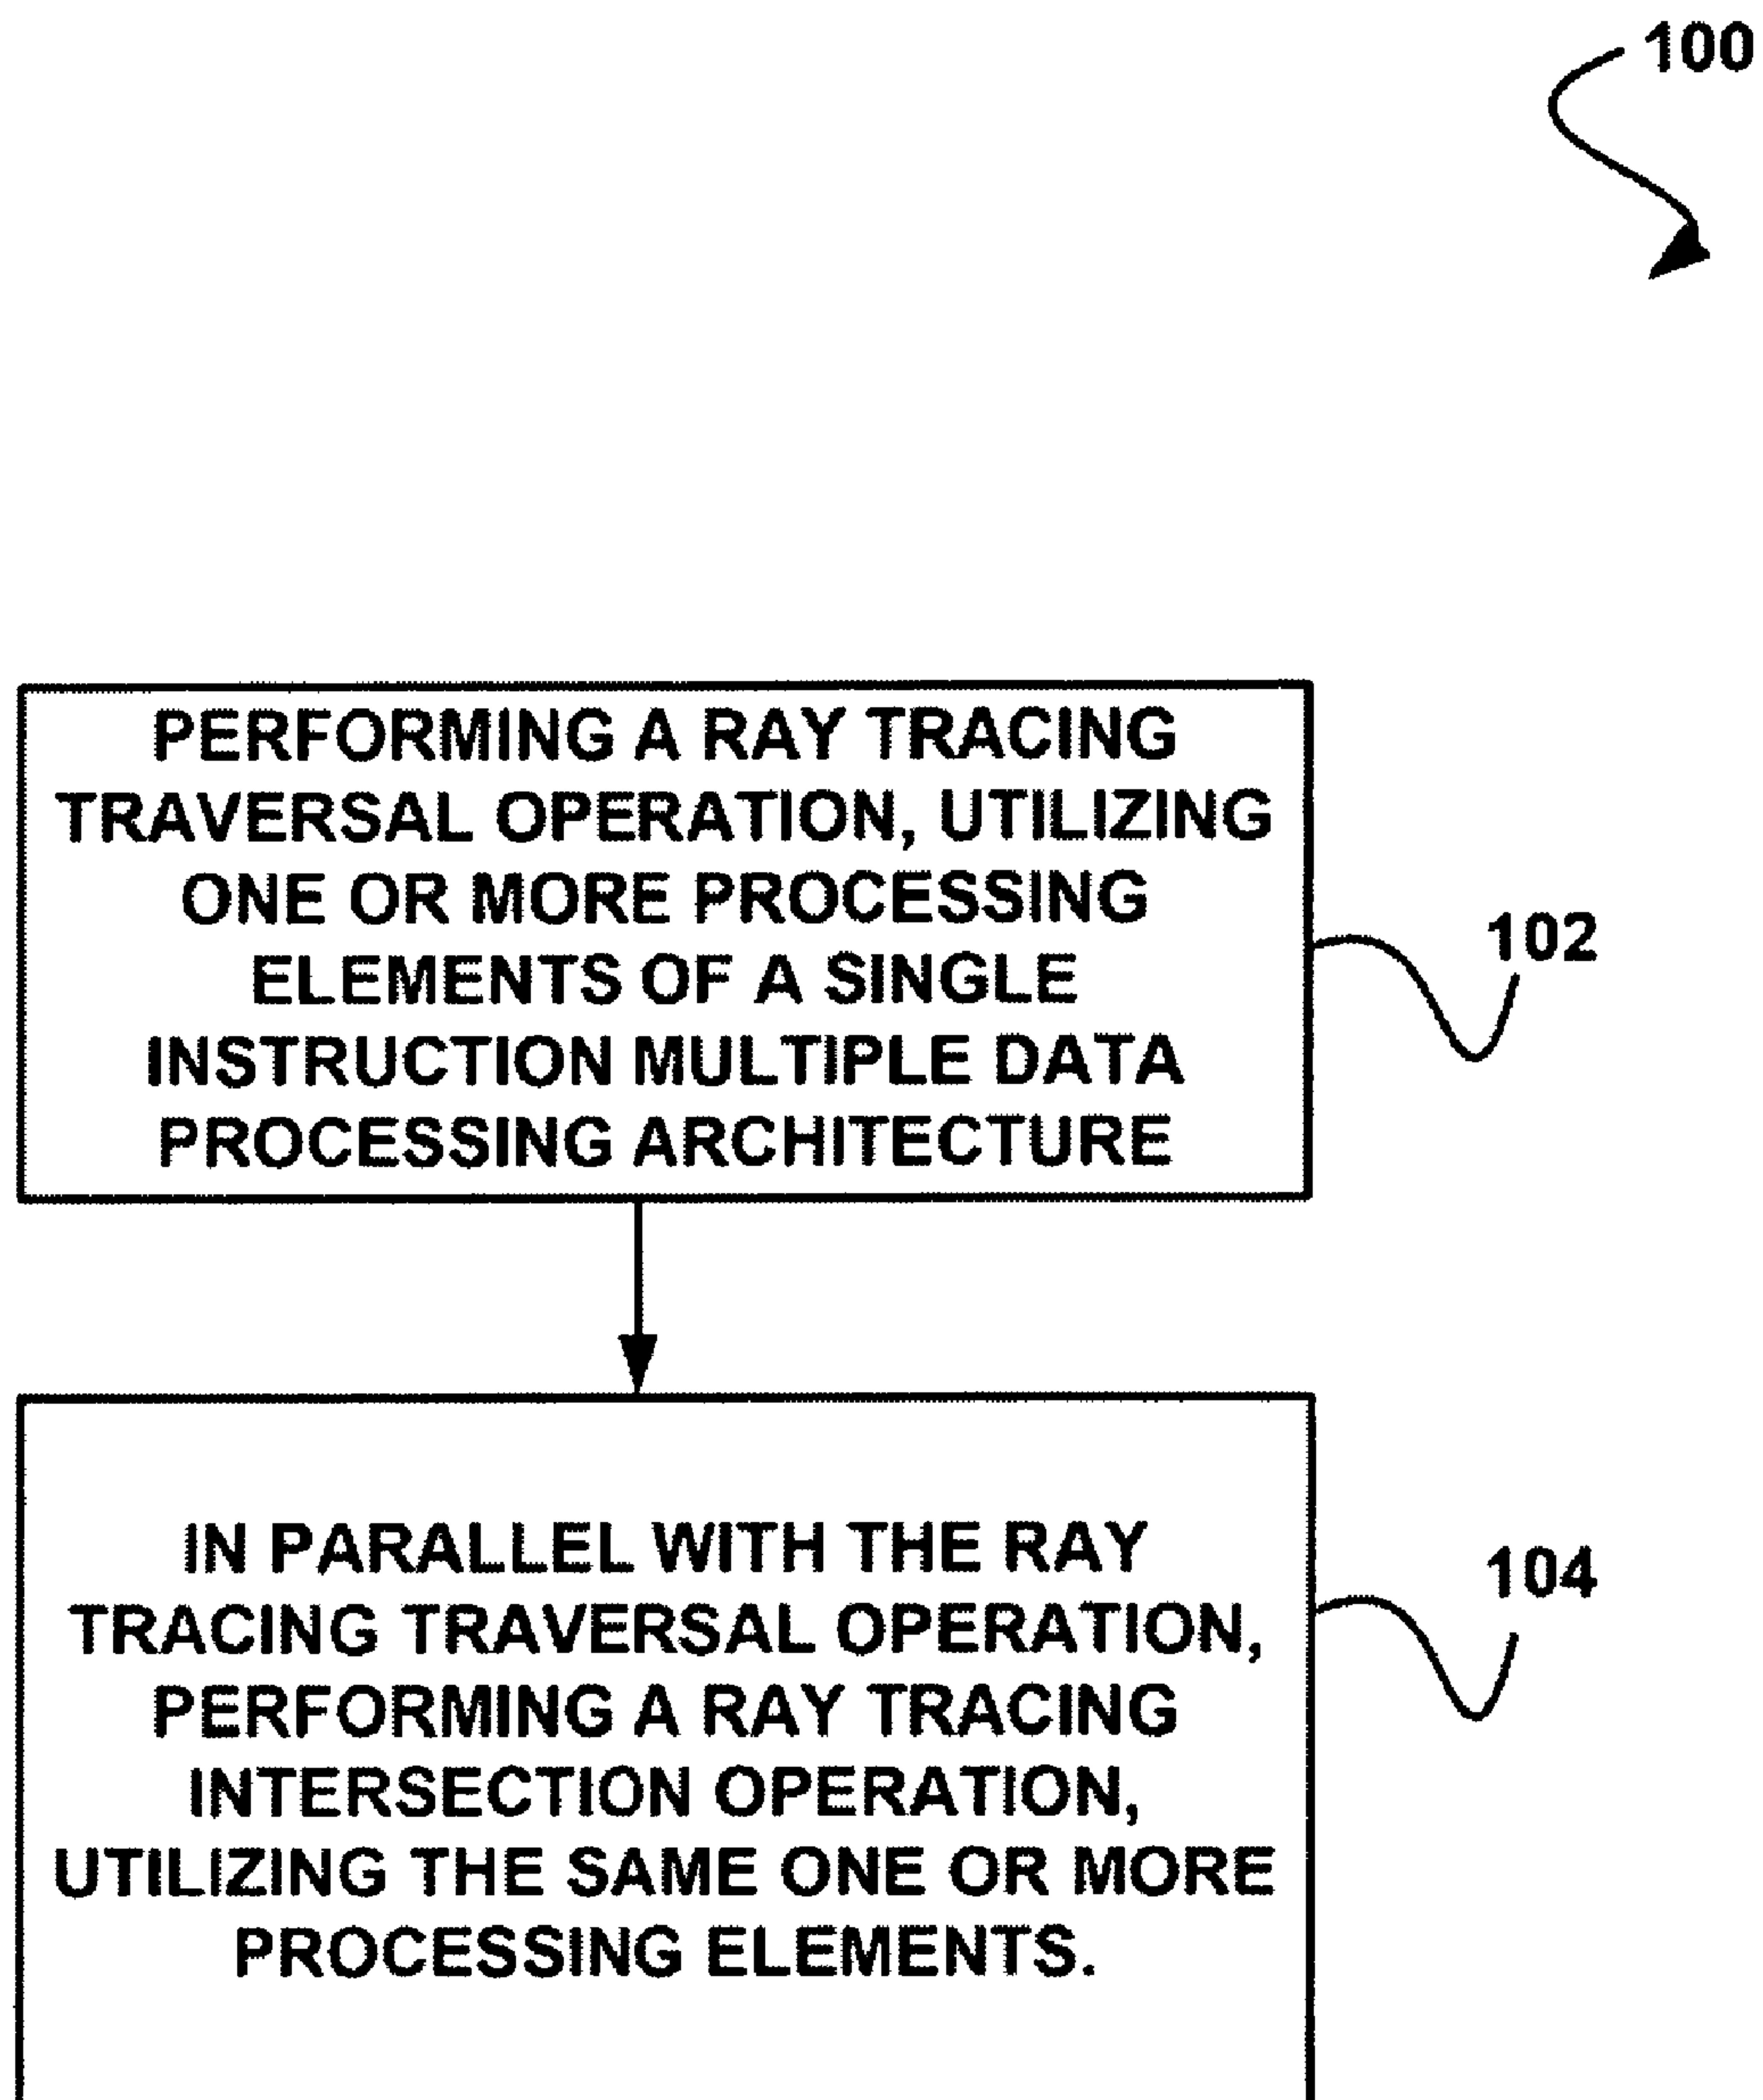 100
PERFORMING A RAY TRACING
TRAVERSAL OPERATION, UTILIZING
ONE OR MORE PROCESSING
ELEMENTS OF A SINGLE
INSTRUCTION MULTIPLE DATA
PROCESSING ARCHITECTURE
102
IN PARALLEL WITH THE RAY
TRACING TRAVERSAL OPERATION,
PERFORMING A RAY TRACING
INTERSECTION OPERATION,
UTILIZING THE SAME ONE OR MORE
PROCESSING ELEMENTS.
104